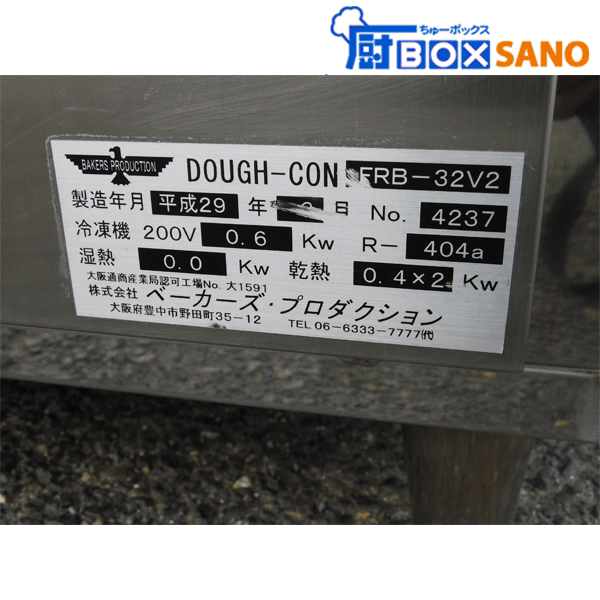 ちゅーボックス
厨BOX SANO
BAKERS PRODUCTION
DOUGH-CON. FRB-32V2
製造年月 平成29 年 日 No. 4237
冷凍機 200V 0.6 Kw R- 404a
湿熱 0.0 Kw 乾熱 0.4×2 Kw
大阪通商産業局認可工場No. 大1591
株式会社 ベーカーズ・プロダクション
大阪府豊中市野田町35-12 TEL 06-6333-7777㈹